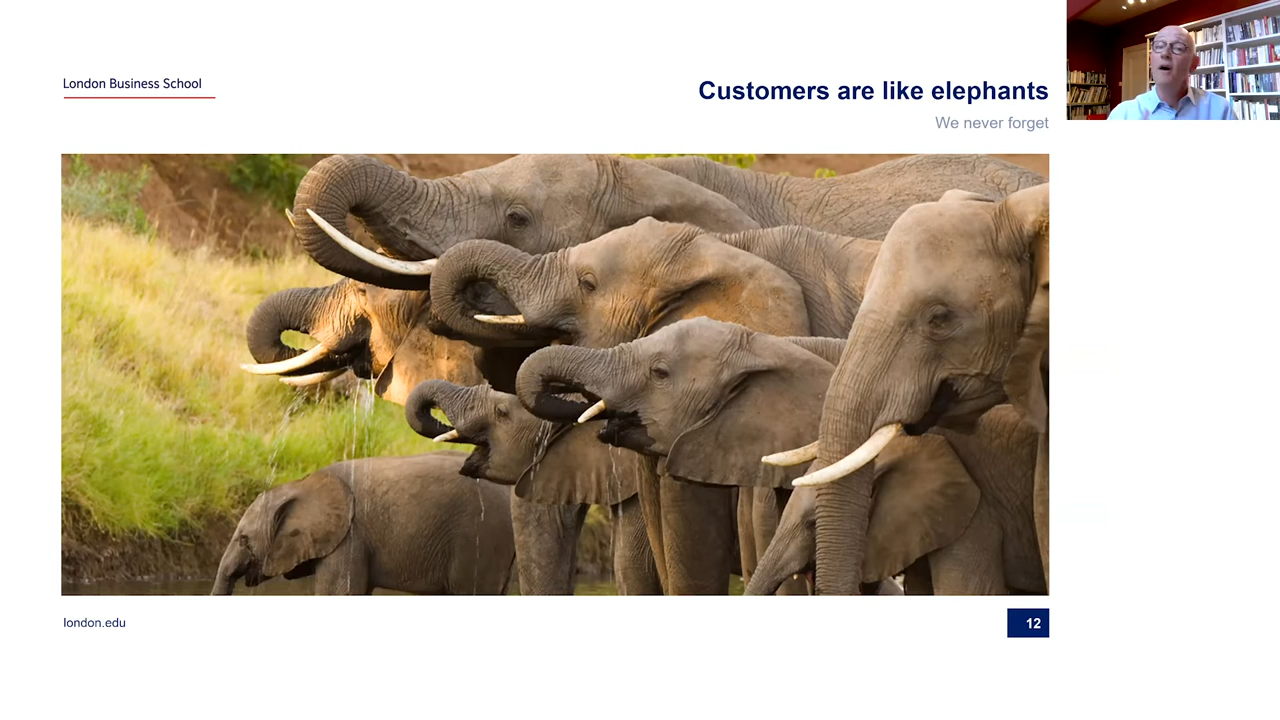 London Business School
Customers are like elephants
We never forget
london.edu
12